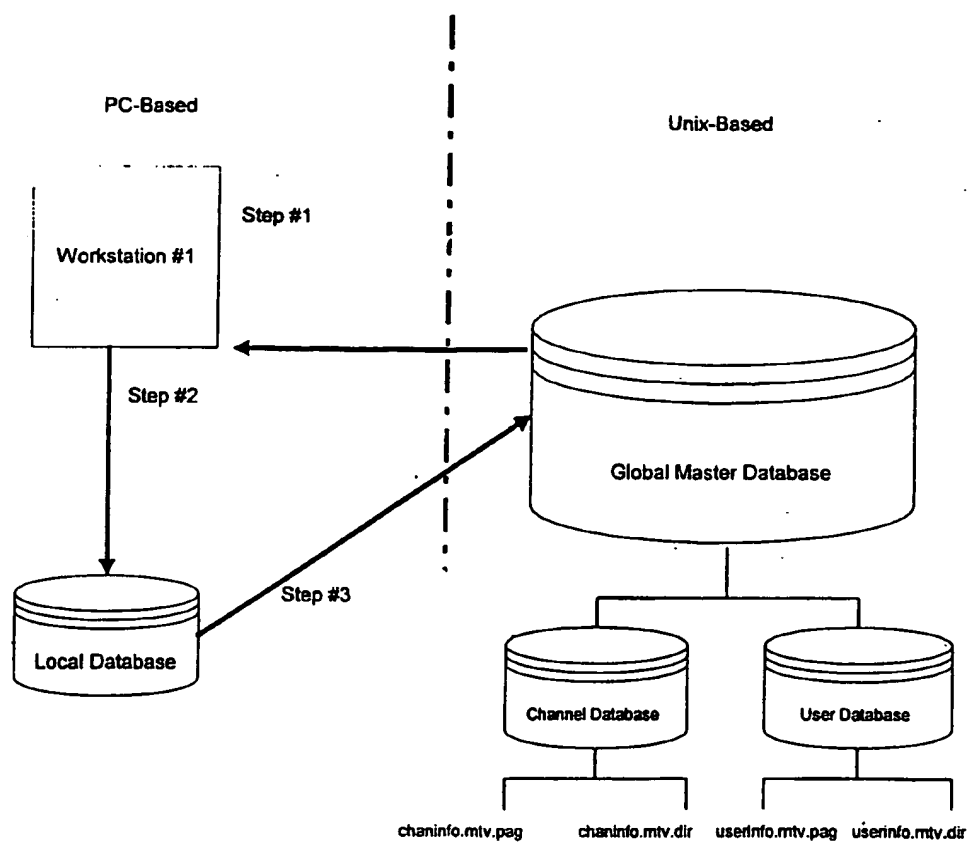 PC-Based
Unix-Based
Step #1
Workstation #1
Step #2
Global Master Database
Step #3
Local Database
Channel Database
User Database
chaninfo.mtv.pag
chaninfo.mtv.dir
userinfo.mtv.pag
userinfo.mtv.dir